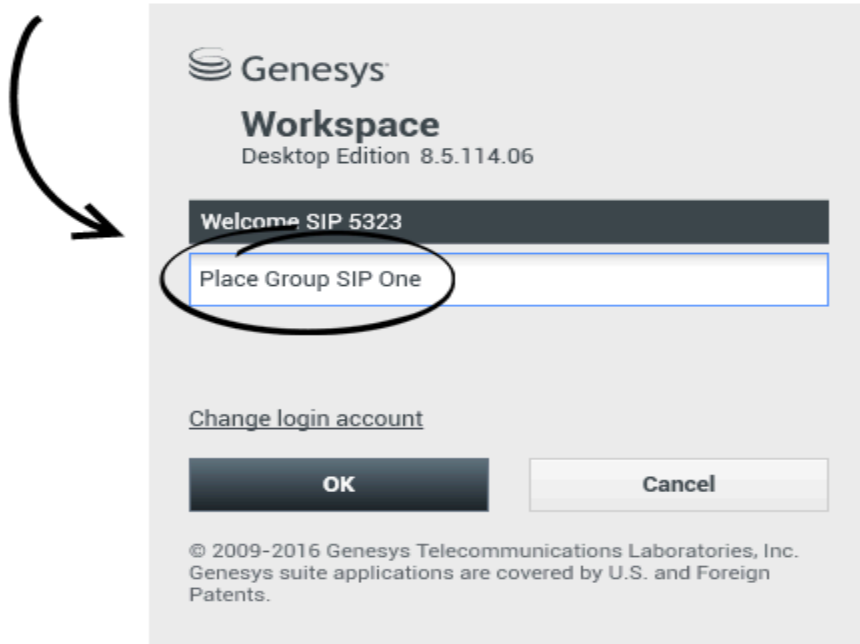 Genesys
Workspace
Desktop Edition 8.5.114.06
Welcome SIP 5323
Place Group SIP One
Change login account
OK
Cancel
© 2009-2016 Genesys Telecommunications Laboratories, Inc.
Genesys suite applications are covered by U.S. and Foreign
Patents.